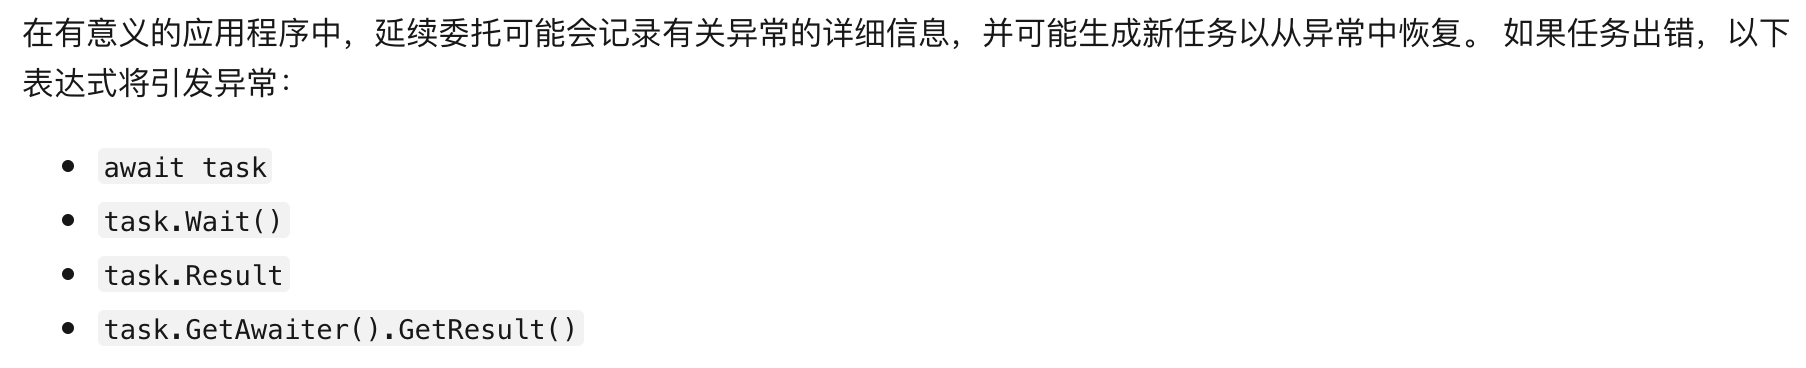 在有意义的应用程序中，延续委托可能会记录有关异常的详细信息，并可能生成新任务以从异常中恢复。 如果任务出错，以下
表达式将引发异常：
• await task
• task.Wait()
• task.Result
• task.GetAwaiter().GetResult()